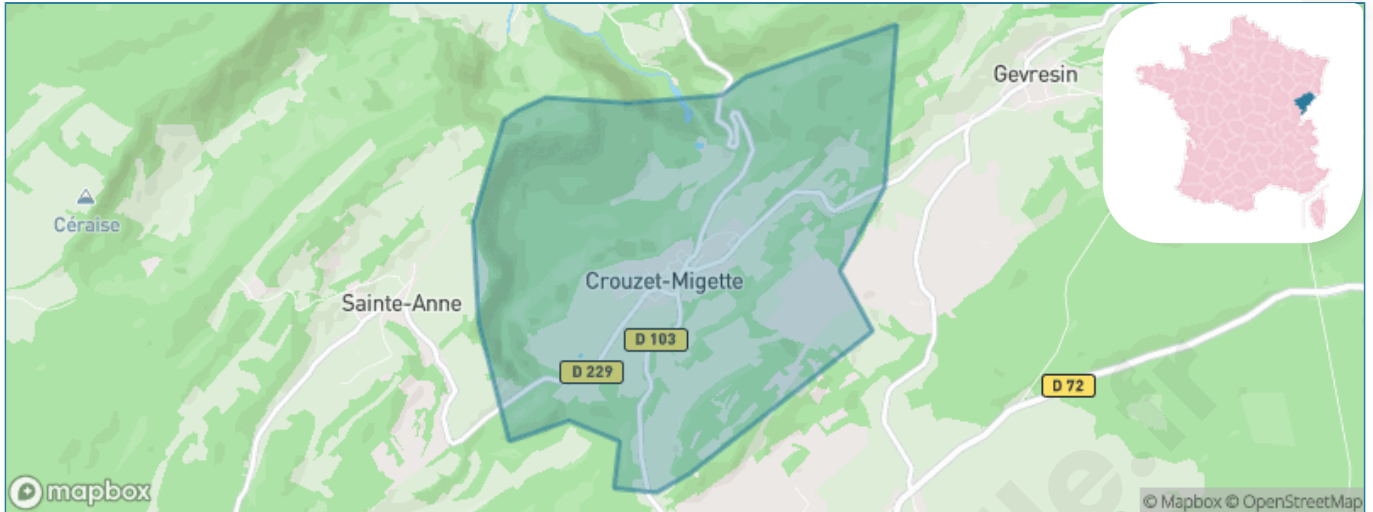 Gevresin
Céraise
Crouzet-Migette
Sainte-Anne
D 103
D 229
D 72
mapbox
© Mapbox © OpenStreetMap